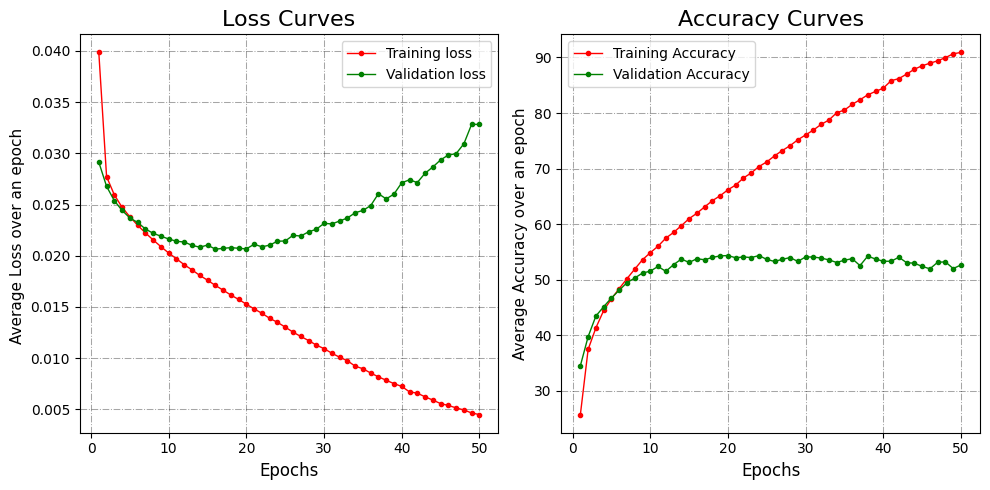 Loss Curves
Average Loss over an epoch
0.040
0.035
0.030
0.025
0.020
0.015
0.010
0.005
Training loss
Validation loss
0
10
20
30
40
50
Epochs
Accuracy Curves
Average Accuracy over an epoch
90
80
70
60
50
40
30
Training Accuracy
Validation Accuracy
0
10
20
30
40
50
Epochs